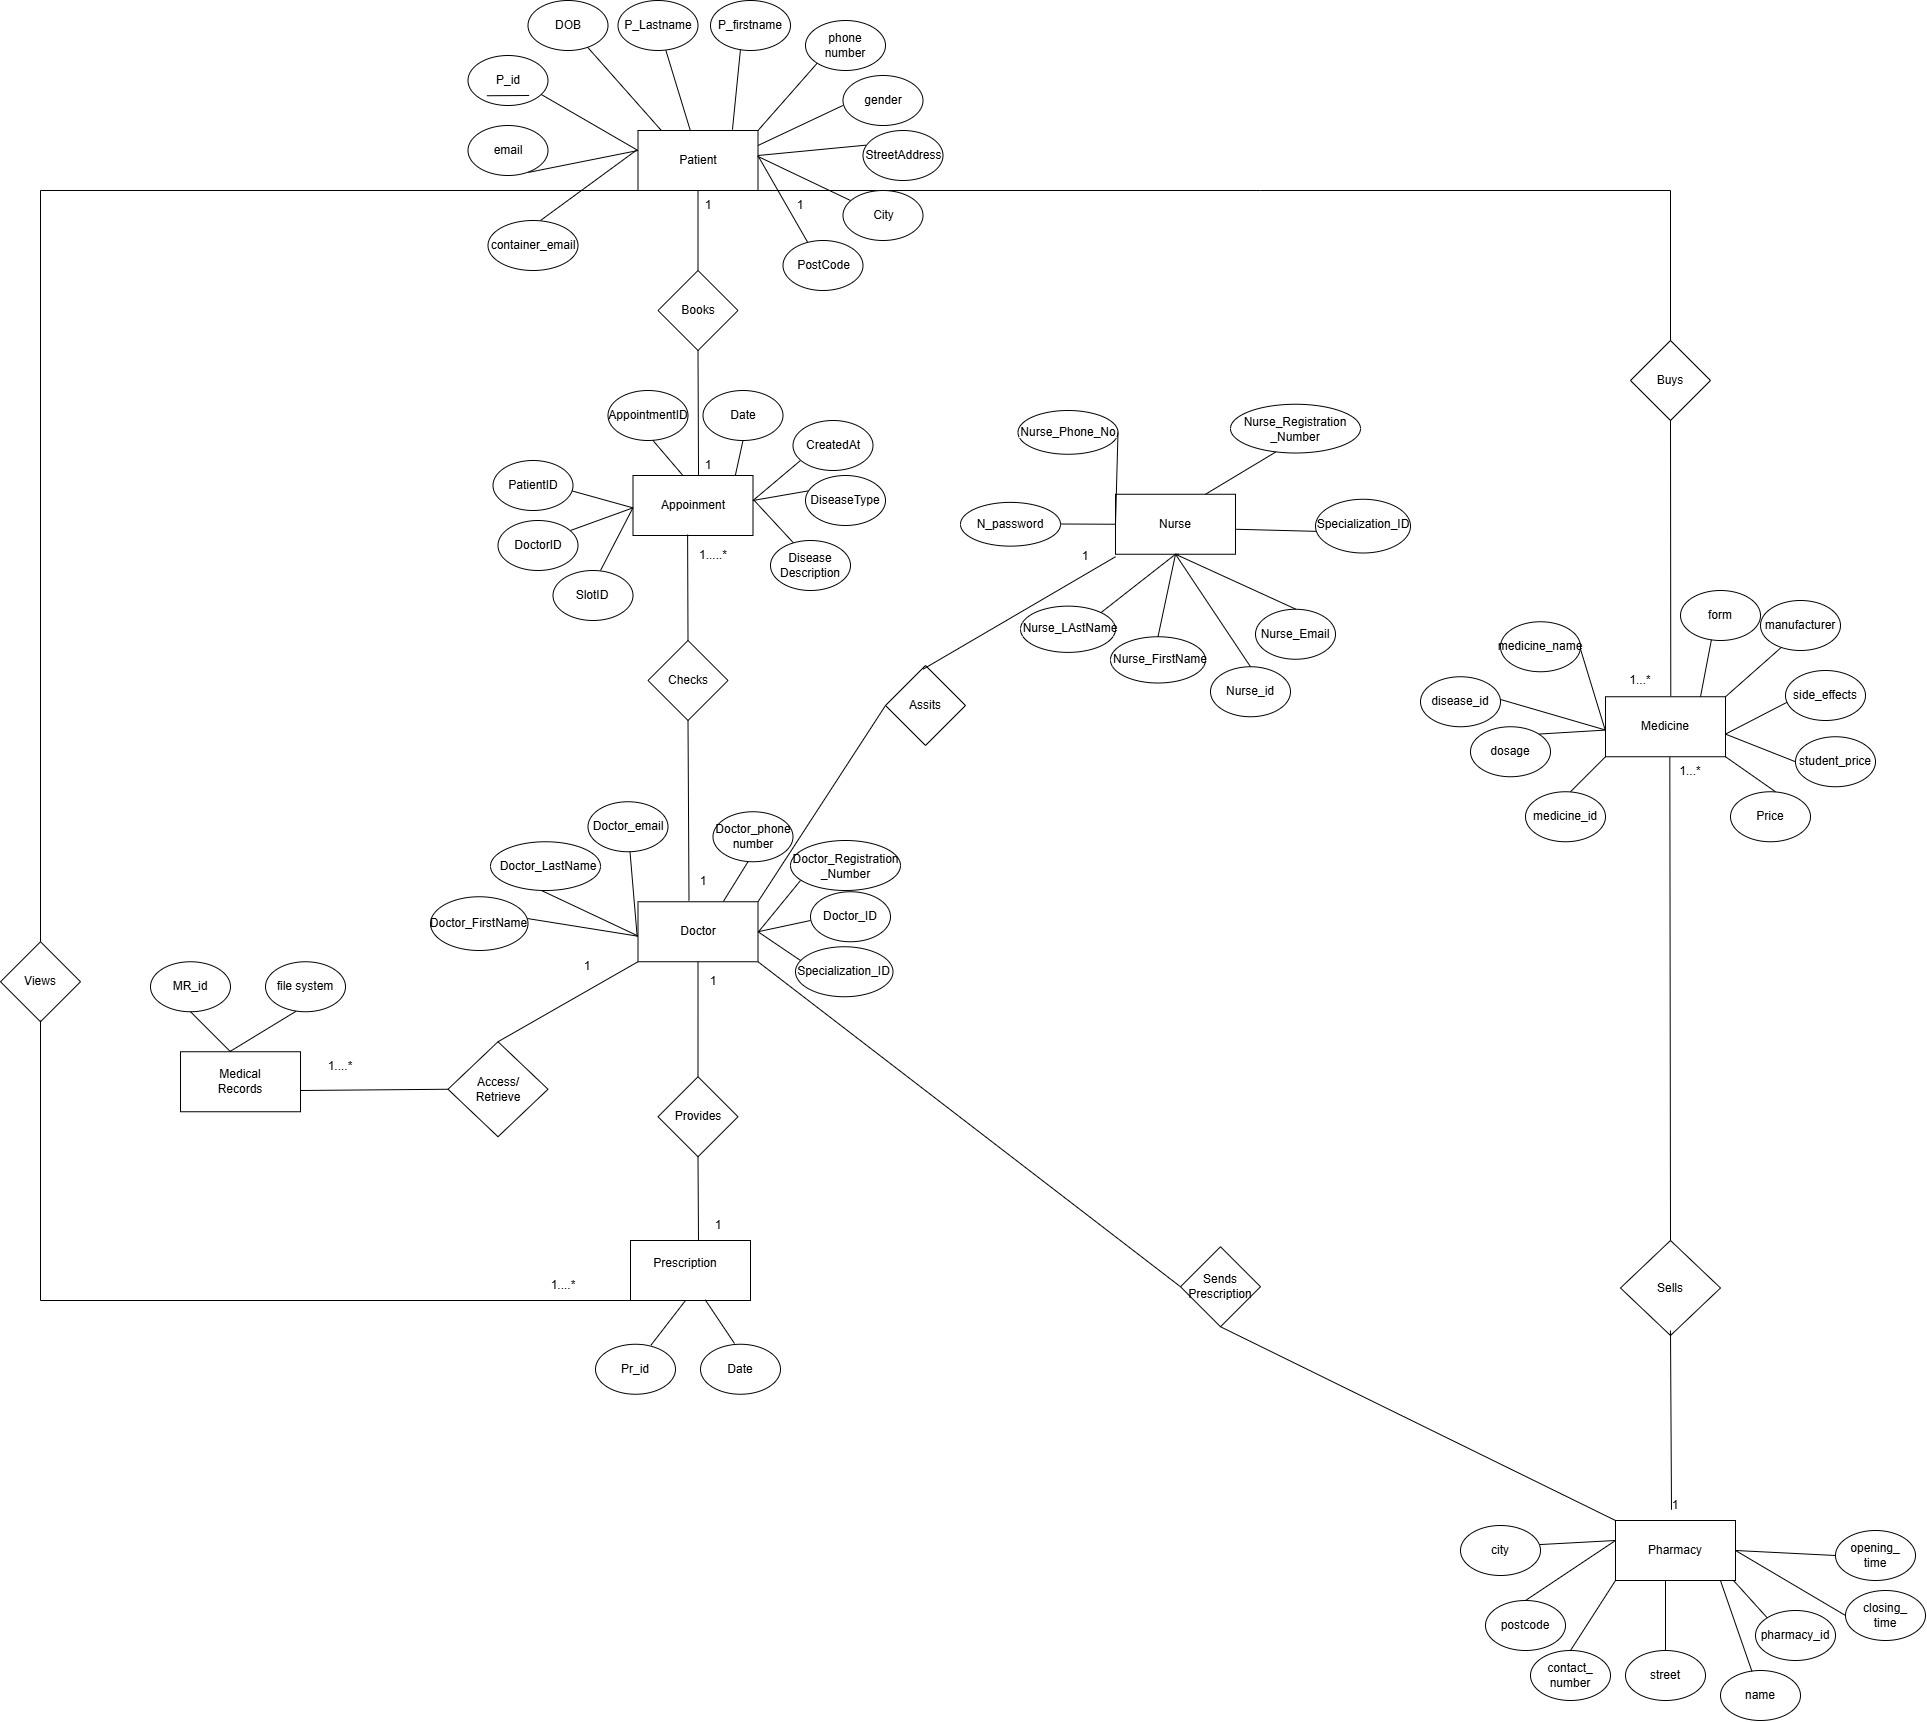 DOB
P_Lastname
P_firstname
phone
number
P_id
gender
email
StreetAddress
Patient
container_email
1
1
City
PostCode
Books
Buys
AppointmentID
Date
CreatedAt
Nurse_Phone_No
Nurse_Registration
_Number
1
PatientID
DiseaseType
Appoinment
DoctorID
N_password
Nurse
Specialization_ID
1.....*
Disease
Description
1
SlotID
Nurse_LAstName
Nurse_Email
Nurse_FirstName
Nurse_id
Checks
Assits
form
manufacturer
medicine_name
1...*
side_effects
disease_id
Medicine
dosage
student_price
1...*
medicine_id
Price
Doctor_email
Doctor_phone
number
Doctor_LastName
Doctor_Registration
_Number
1
Doctor_FirstName
Doctor
Doctor_ID
1
1
Specialization_ID
Views
MR_id
file system
1....*
Medical
Records
Access/
Retrieve
Provides
1
Prescription
1....*
Sends
Prescription
Sells
Pr_id
Date
1
city
Pharmacy
opening_
time
closing_
time
postcode
pharmacy_id
contact_
number
street
name